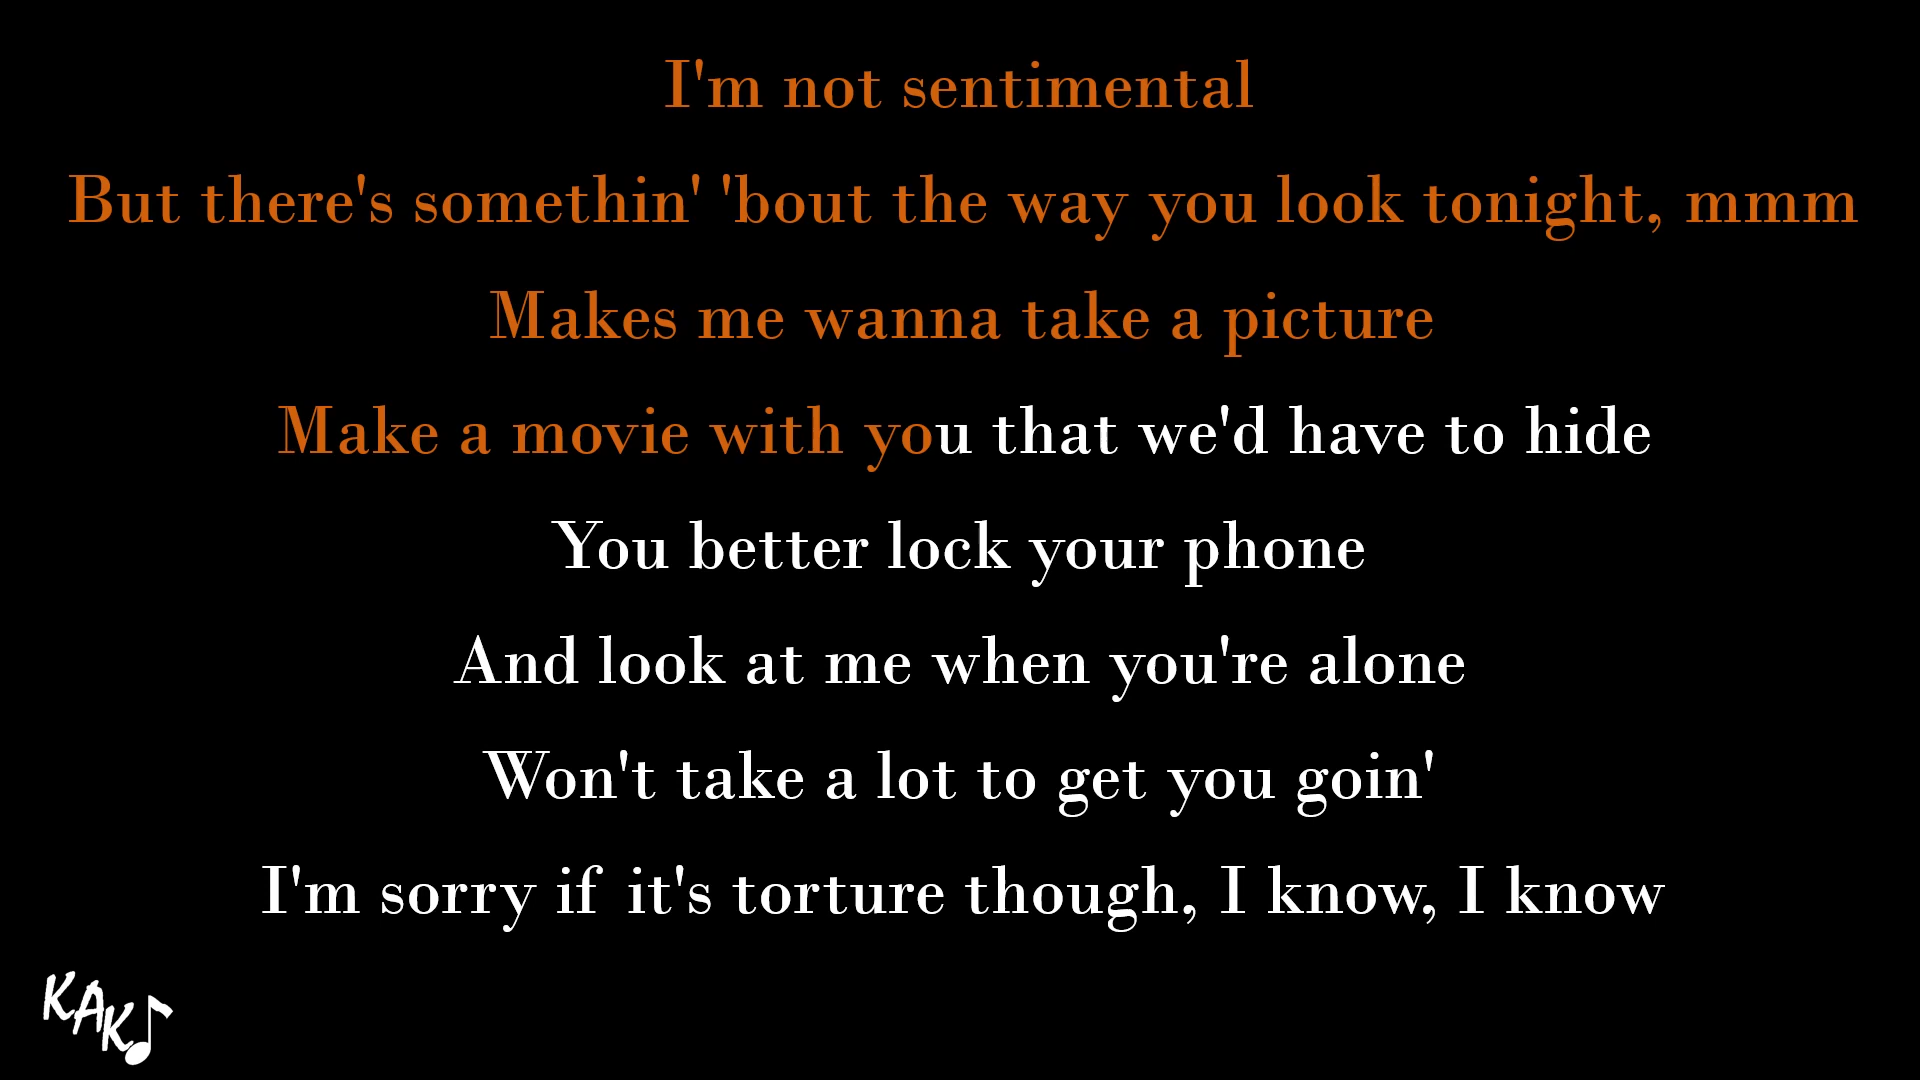 I'm not sentimental
But there's somethin' 'bout the way you look tonight, mmm
Makes me wanna take a picture
Make a movie with you that we'd have to hide
You better lock your phone
And look at me when you're alone
Won't take a lot to get you goin'
I'm sorry if it's torture though, I know, I know
KAK